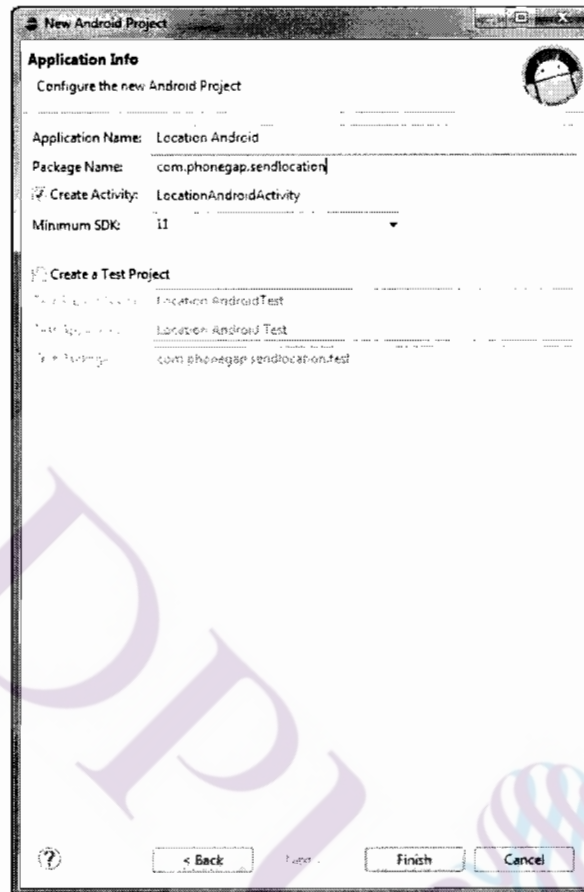 New Android Project
Application Info
Configure the new Android Project
Application Name: Location Android
Package Name: com.phonegap.sendlocation
Create Activity: LocationAndroidActivity
Minimum SDK: 11
Create a Test Project
Location AndroidTest
Location Android Test
com.phonegap.sendlocation.test
?
< Back Finish Cancel
DPU